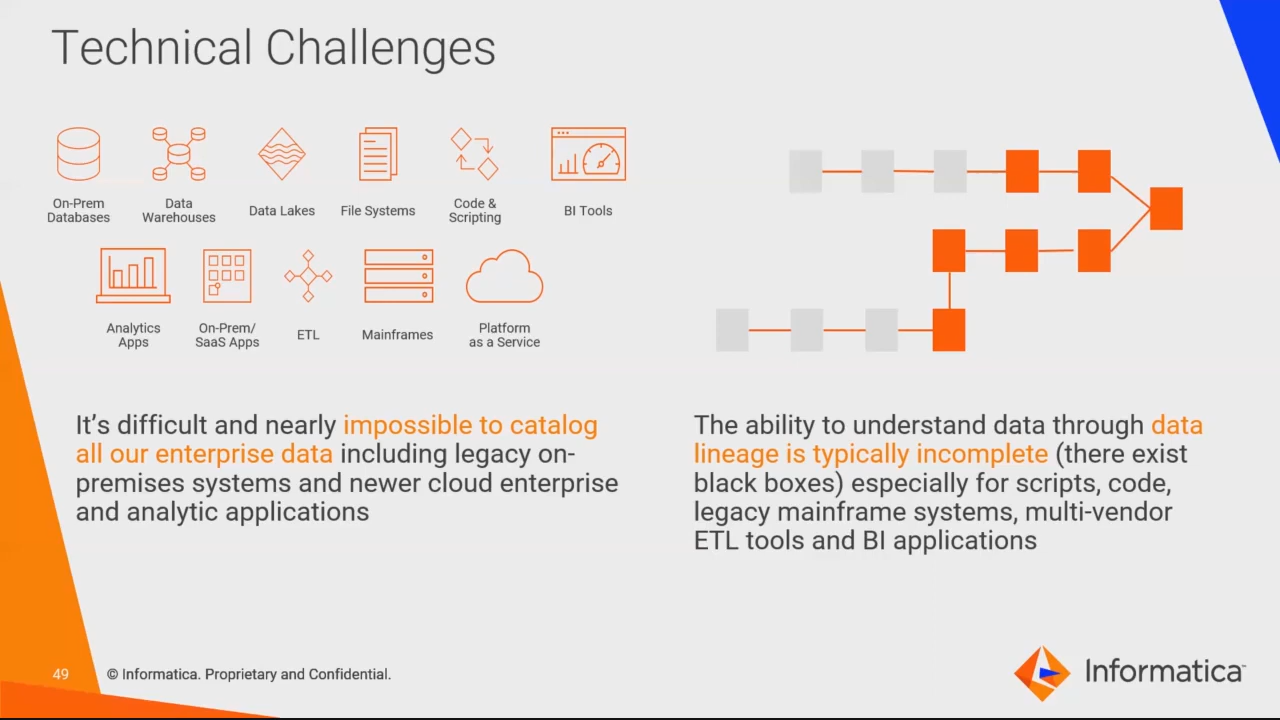 Technical Challenges
On-Prem
Databases
Data
Warehouses
Data Lakes
File Systems
Code &
Scripting
BI Tools
Analytics
Apps
On-Prem/
SaaS Apps
ETL
Mainframes
Platform
as a Service
It's difficult and nearly impossible to catalog
all our enterprise data including legacy on-
premises systems and newer cloud enterprise
and analytic applications
The ability to understand data through data
lineage is typically incomplete (there exist
black boxes) especially for scripts, code,
legacy mainframe systems, multi-vendor
ETL tools and BI applications
49
© Informatica. Proprietary and Confidential.
Informatica™